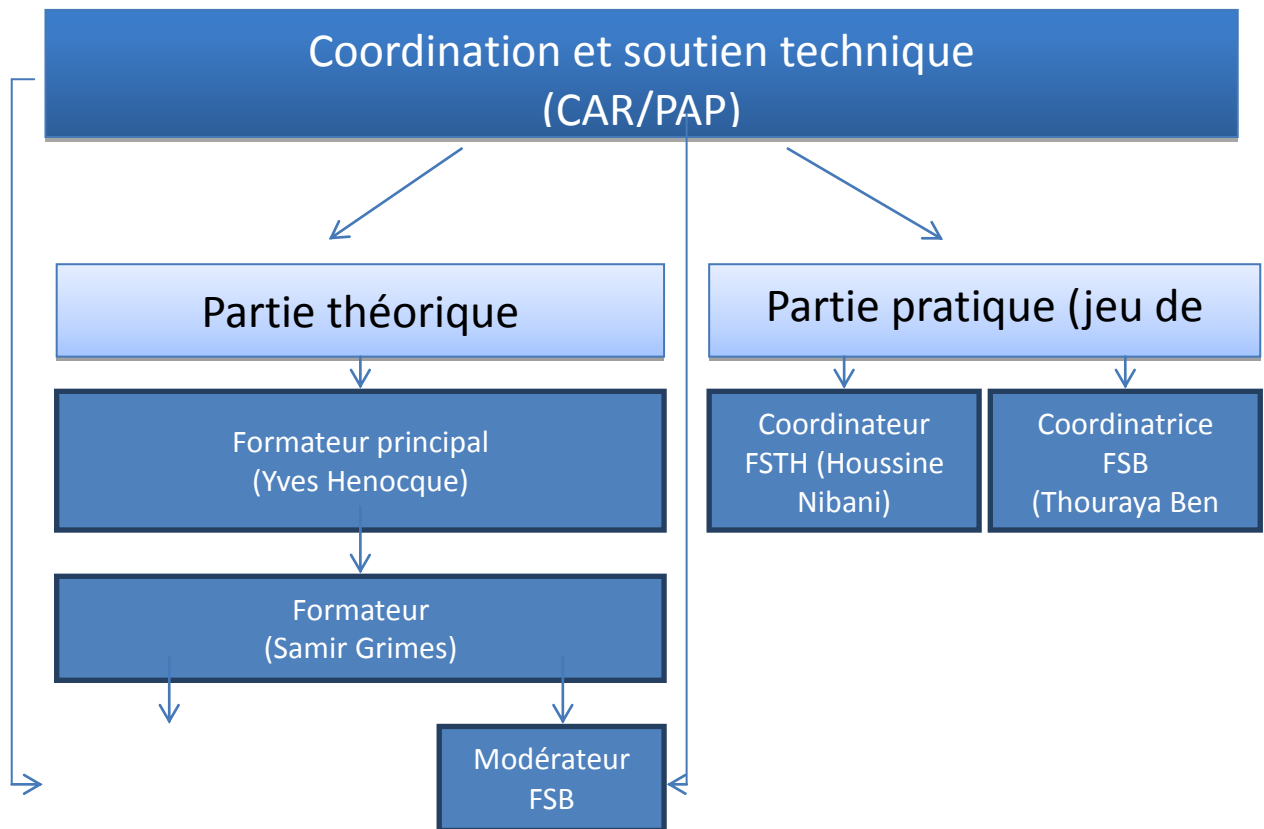 Coordination et soutien technique
(CAR/PAP)
Partie théorique
Partie pratique (jeu de
Formateur principal
(Yves Henocque)
Coordinateur
FSTH (Houssine
Nibani)
Coordinatrice
FSB
(Thouraya Ben
Formateur
(Samir Grimes)
Modérateur
FSB